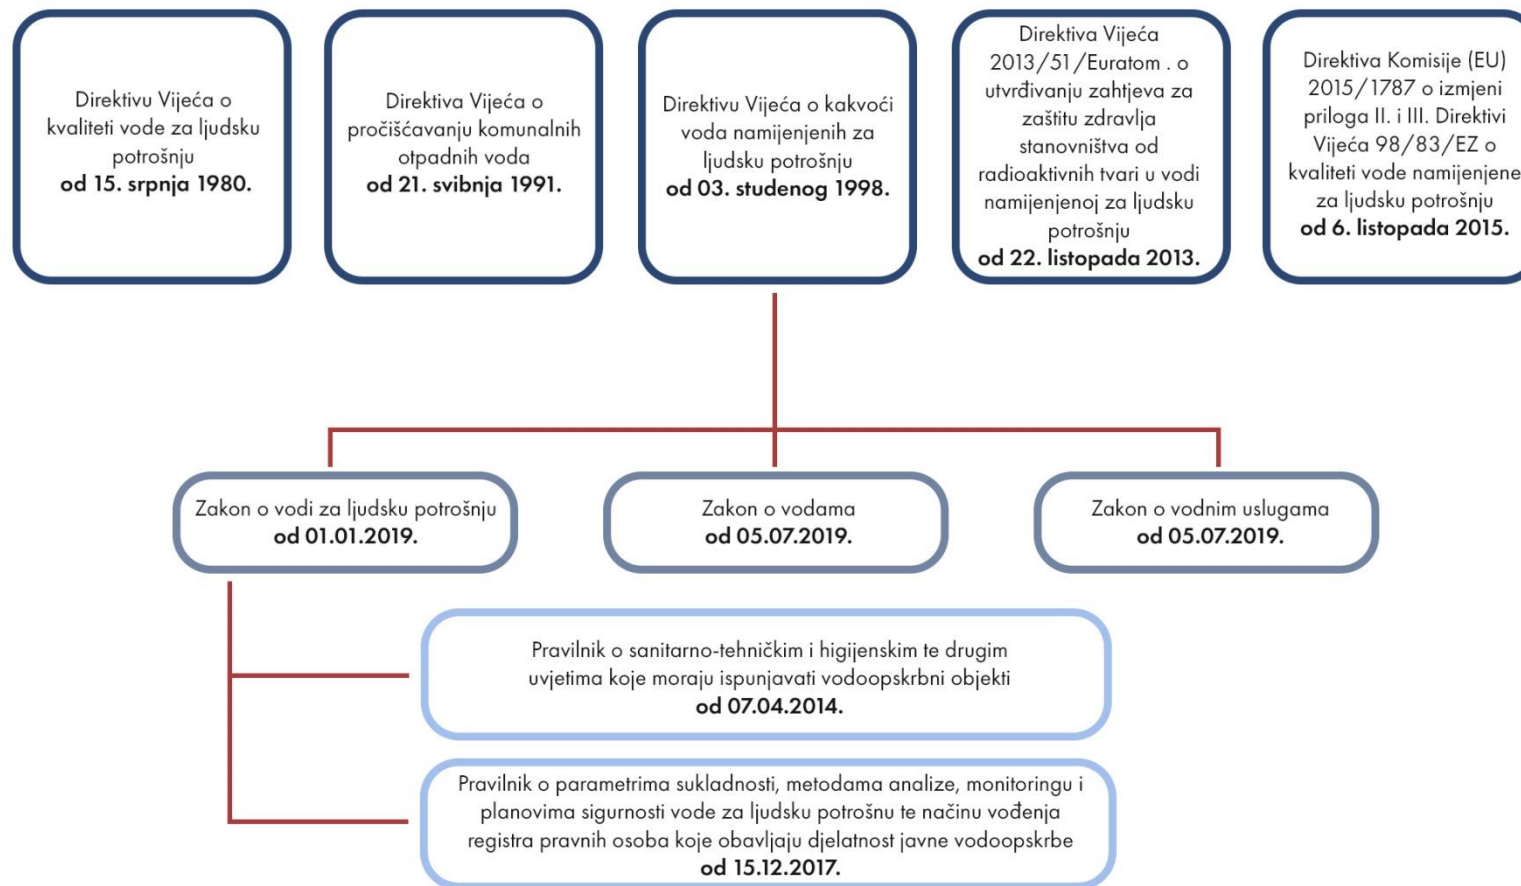 Direktivu Vijeća o
kvaliteti vode za ljudsku
potrošnju
od 15. srpnja 1980.
Direktiva Vijeća o
pročišćavanju komunalnih
otpadnih voda
od 21. svibnja 1991.
Direktivu Vijeća o kakvoći
voda namijenjenih za
ljudsku potrošnju
od 03. studenog 1998.
Direktiva Vijeća
2013/51/Euratom . o
utvrđivanju zahtjeva za
zaštitu zdravlja
stanovništva od
radioaktivnih tvari u vodi
namijenjenoj za ljudsku
potrošnju
od 22. listopada 2013.
Direktiva Komisije (EU)
2015/1787 o izmjeni
priloga II. i III. Direktivi
Vijeća 98/83/EZ o
kvaliteti vode namijenjene
za ljudsku potrošnju
od 6. listopada 2015.
Zakon o vodi za ljudsku potrošnju
od 01.01.2019.
Zakon o vodama
od 05.07.2019.
Zakon o vodnim uslugama
od 05.07.2019.
Pravilnik o sanitarno-tehničkim i higijenskim te drugim
uvjetima koje moraju ispunjavati vodoopskrbni objekti
od 07.04.2014.
Pravilnik o parametrima sukladnosti, metodama analize, monitoringu i
planovima sigurnosti vode za ljudsku potrošnu te načinu vođenja
registra pravnih osoba koje obavljaju djelatnost javne vodoopskrbe
od 15.12.2017.